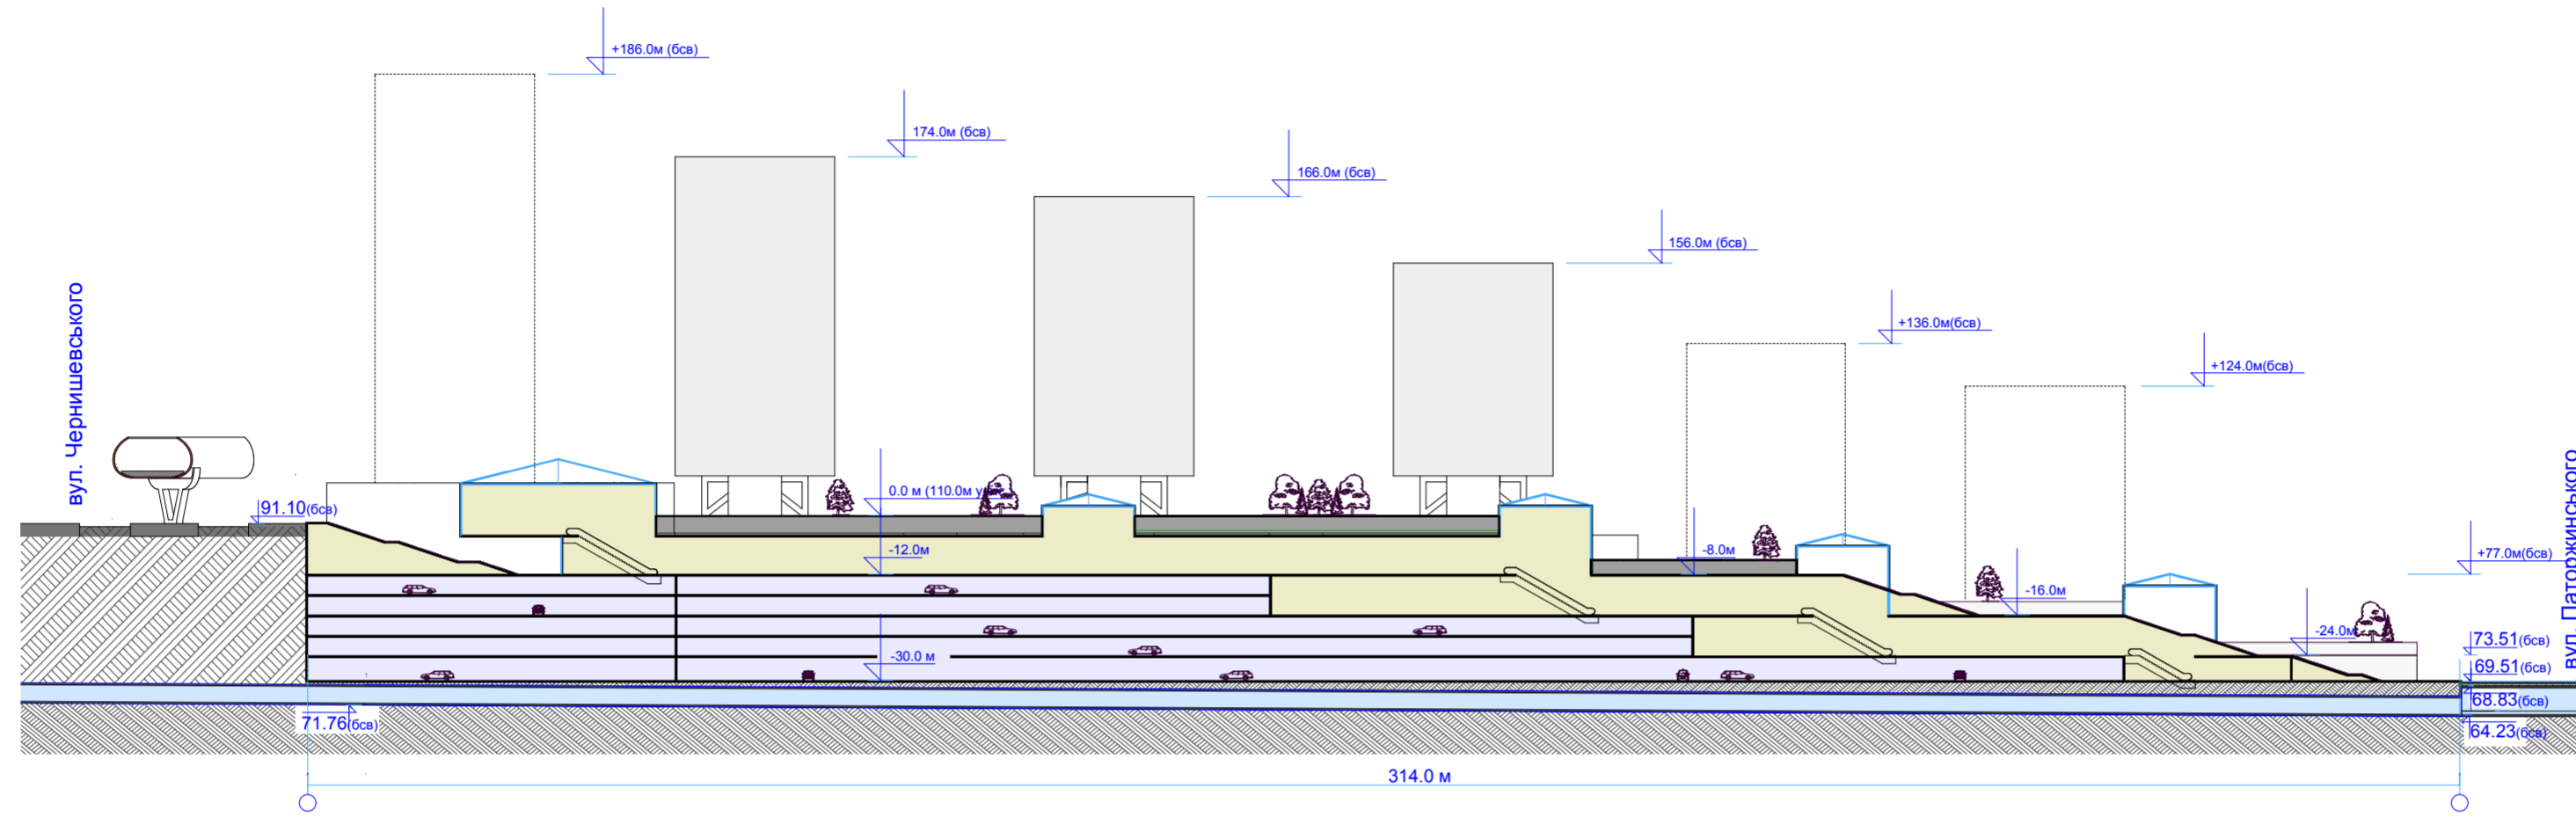 +186.0м (бсв)
174.0м (бсв)
166.0м (бсв)
156.0м (бсв)
+136.0м(бсв)
+124.0м(бсв)
вул. Чернишевського
91.10(бсв)
0.0 м (110.0м у
-12.0м
-8.0м
+77.0м(бсв)
-16.0м
-24.0м
-30.0 м
73.51(бсв)
69.51(бсв)
68.83(бсв)
64.23(бсв)
вул. Паторжинського
71.76(бсв)
314.0 м